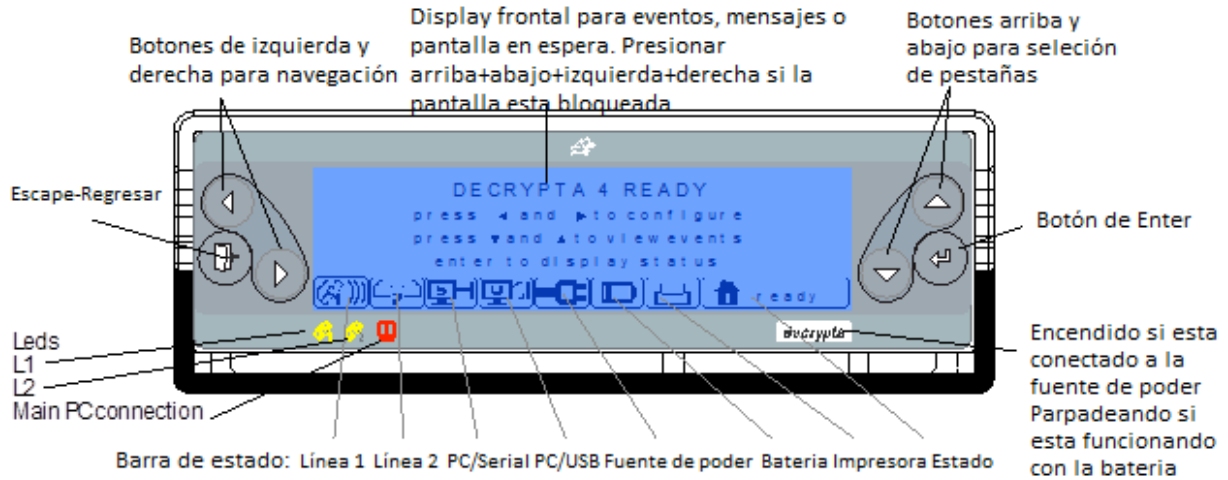 Display frontal para eventos, mensajes o
pantalla en espera. Presionar
arriba+abajo+izquierda+derecha si la
pantalla esta bloqueada
Botones de izquierda y
derecha para navegación
Botones arriba y
abajo para seleción
de pestañas
Escape-Regresar
DECRYPTA 4 READY
press ◄ and ► to configure
press ▼ and ▲ to view events
enter to display status
ready
Botón de Enter
decrypta
Leds
L1
L2
Main PC connection
Encendido si esta
conectado a la
fuente de poder
Parpadeando si
esta funcionando
con la bateria
Barra de estado: Línea 1 Línea 2 PC/Serial PC/USB Fuente de poder Bateria Impresora Estado